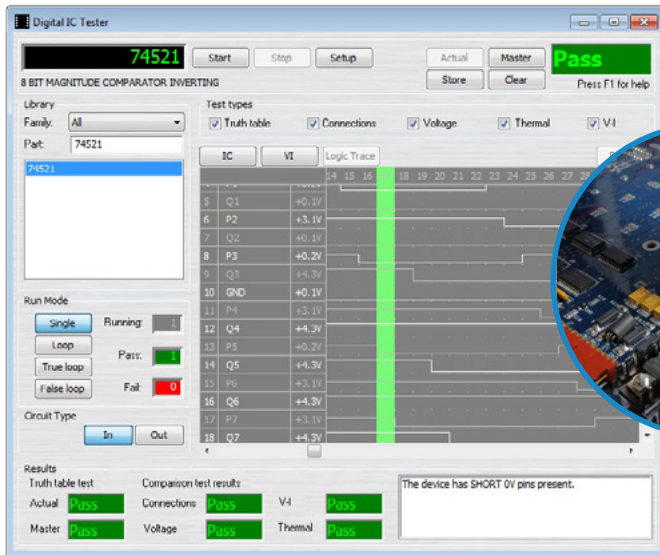 Digital IC Tester
74521
Start Stop Setup
Actual Master
Store Clear
Pass
8 BIT MAGNITUDE COMPARATOR INVERTING
Press F1 for help
Library
Family: All
Part: 74521
74521
Test types
Truth table Connections Voltage Thermal V-I
IC VI Logic Trace
14 15 16 18 19 20 21 22 23 24 25 26 27 28
5 Q1 +0.1V
6 P2 +3.1V
7 Q2 +0.1V
8 P3 +0.2V
9 Q3 +4.3V
10 GND +0.1V
11 P4 +3.1V
12 Q4 +4.3V
13 P5 +0.2V
14 Q5 +4.3V
15 P6 +3.1V
16 Q6 +4.3V
17 P7 +3.1V
18 Q7 +4.3V
Run Mode
Single Running: 1
Loop
Pass: 1
True loop
False loop Fail: 0
Circuit Type
In Out
Results
Truth table test Comparison test results
Actual Pass Connections Pass V-I Pass
Master Pass Voltage Pass Thermal Pass
The device has SHORT 0V pins present.